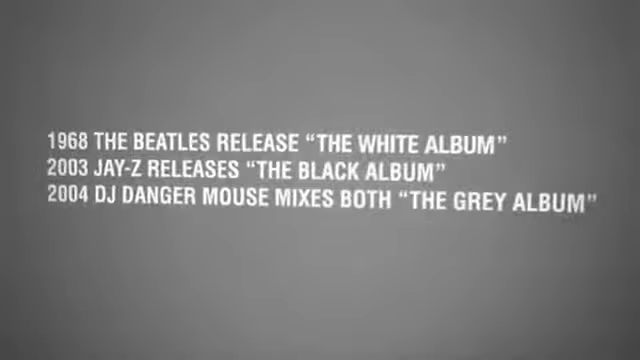 1968 THE BEATLES RELEASE “THE WHITE ALBUM”
2003 JAY-Z RELEASES “THE BLACK ALBUM”
2004 DJ DANGER MOUSE MIXES BOTH “THE GREY ALBUM”